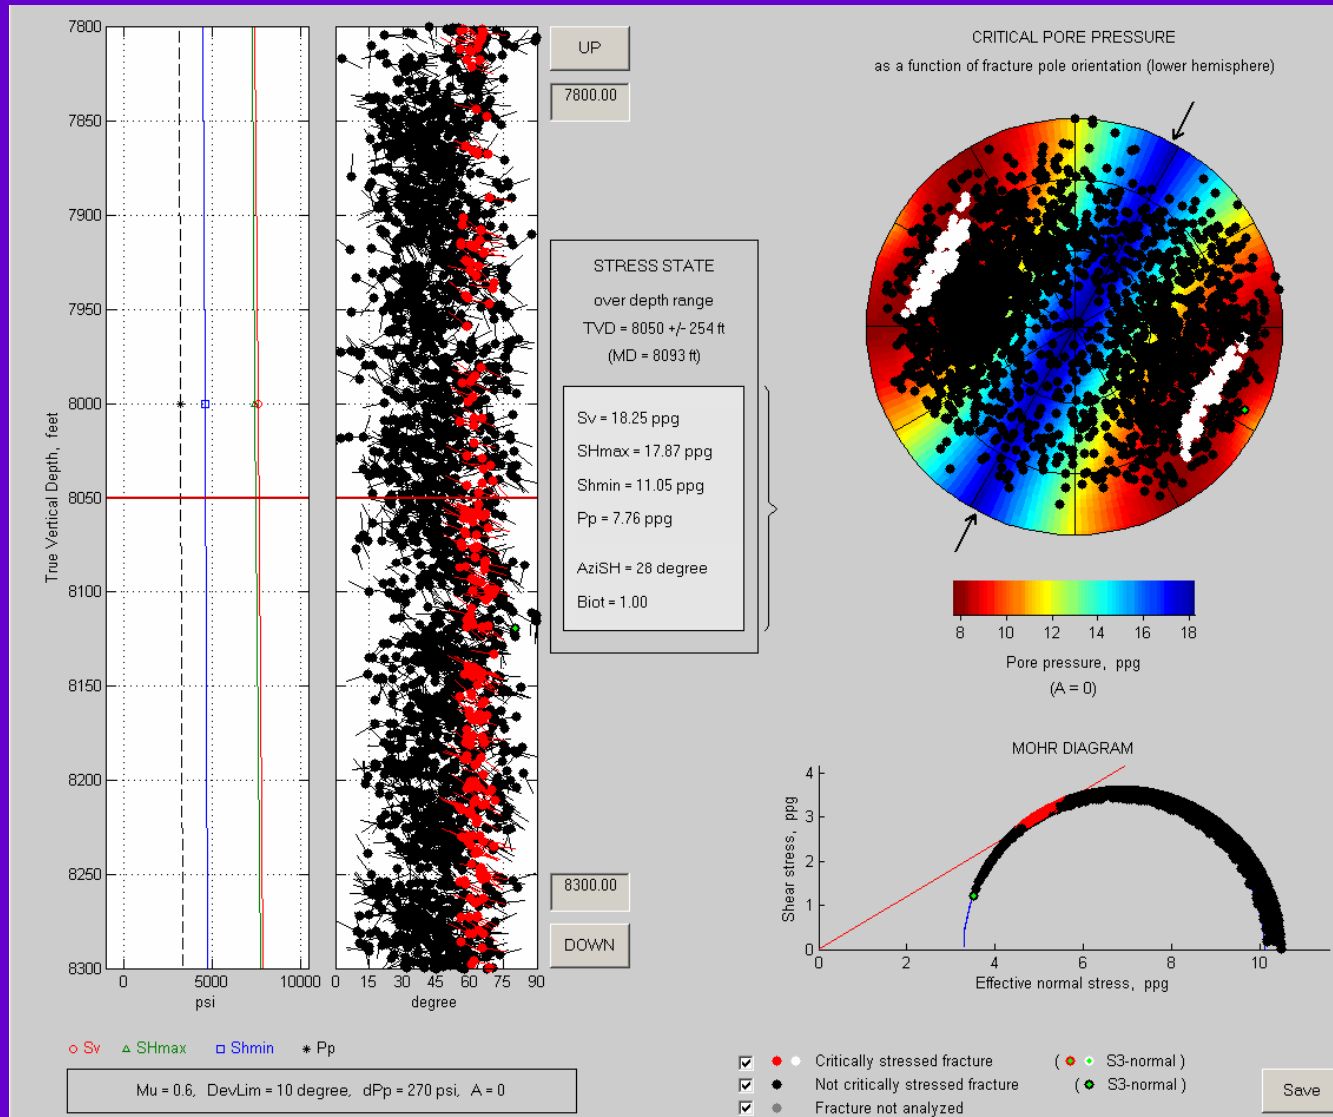 7800
7850
7900
7950
8000
8050
8100
8150
8200
8250
8300
True Vertical Depth, feet
0 5000 10000
psi
0 15 30 45 60 75 90
degree
UP
7800.00
STRESS STATE
over depth range
TVD = 8050 +/- 254 ft
(MD = 8093 ft)
Sv = 18.25 ppg
SHmax = 17.87 ppg
Shmin = 11.05 ppg
Pp = 7.76 ppg
AziSH = 28 degree
Biot = 1.00
8300.00
DOWN
CRITICAL PORE PRESSURE
as a function of fracture pole orientation (lower hemisphere)
8 10 12 14 16 18
Pore pressure, ppg
(A = 0)
MOHR DIAGRAM
4
3
2
1
0
Shear stress, ppg
0 2 4 6 8 10
Effective normal stress, ppg
Sv SHmax Shmin Pp
Mu = 0.6, DevLim = 10 degree, dPp = 270 psi, A = 0
Critically stressed fracture ( S3-normal )
Not critically stressed fracture ( S3-normal )
Fracture not analyzed
Save